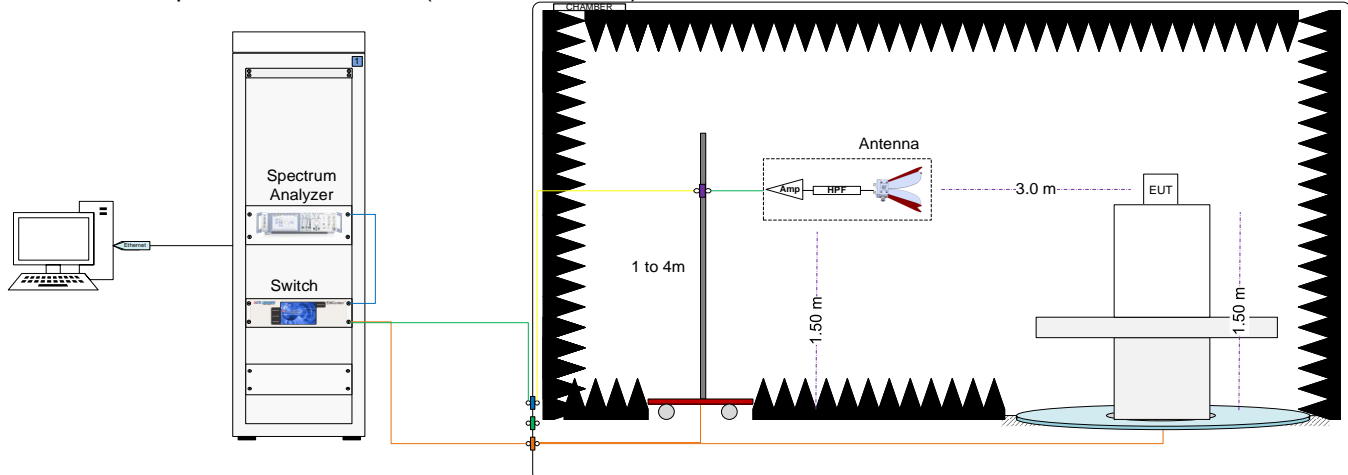 CHAMBER
1
Antenna
Spectrum
Analyzer
Amp
HPF
3.0 m
EUT
Ethernet
1 to 4m
Switch
1.50 m
1.50 m